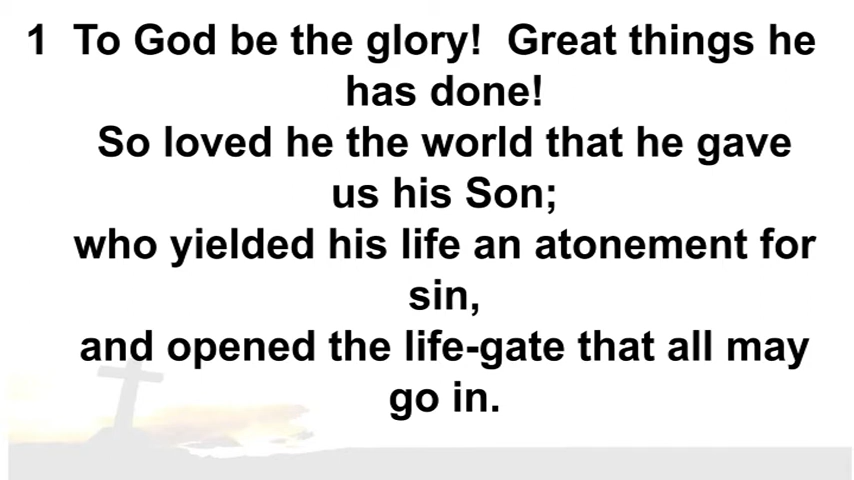 1 To God be the glory! Great things he
has done!
So loved he the world that he gave
us his Son;
who yielded his life an atonement for
sin,
and opened the life-gate that all may
go in.